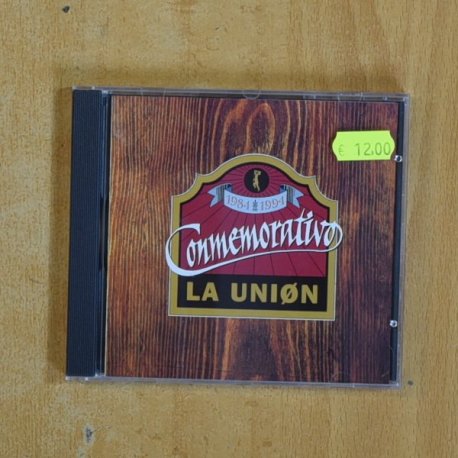 € 12.00
1984 1994
Conmemorativo
LA UNIØN